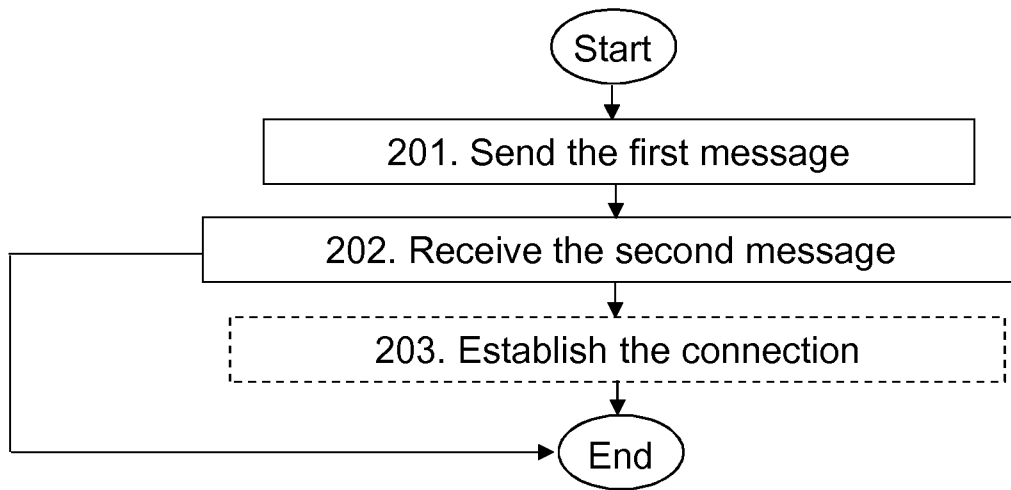 Start
201. Send the first message
202. Receive the second message
203. Establish the connection
End